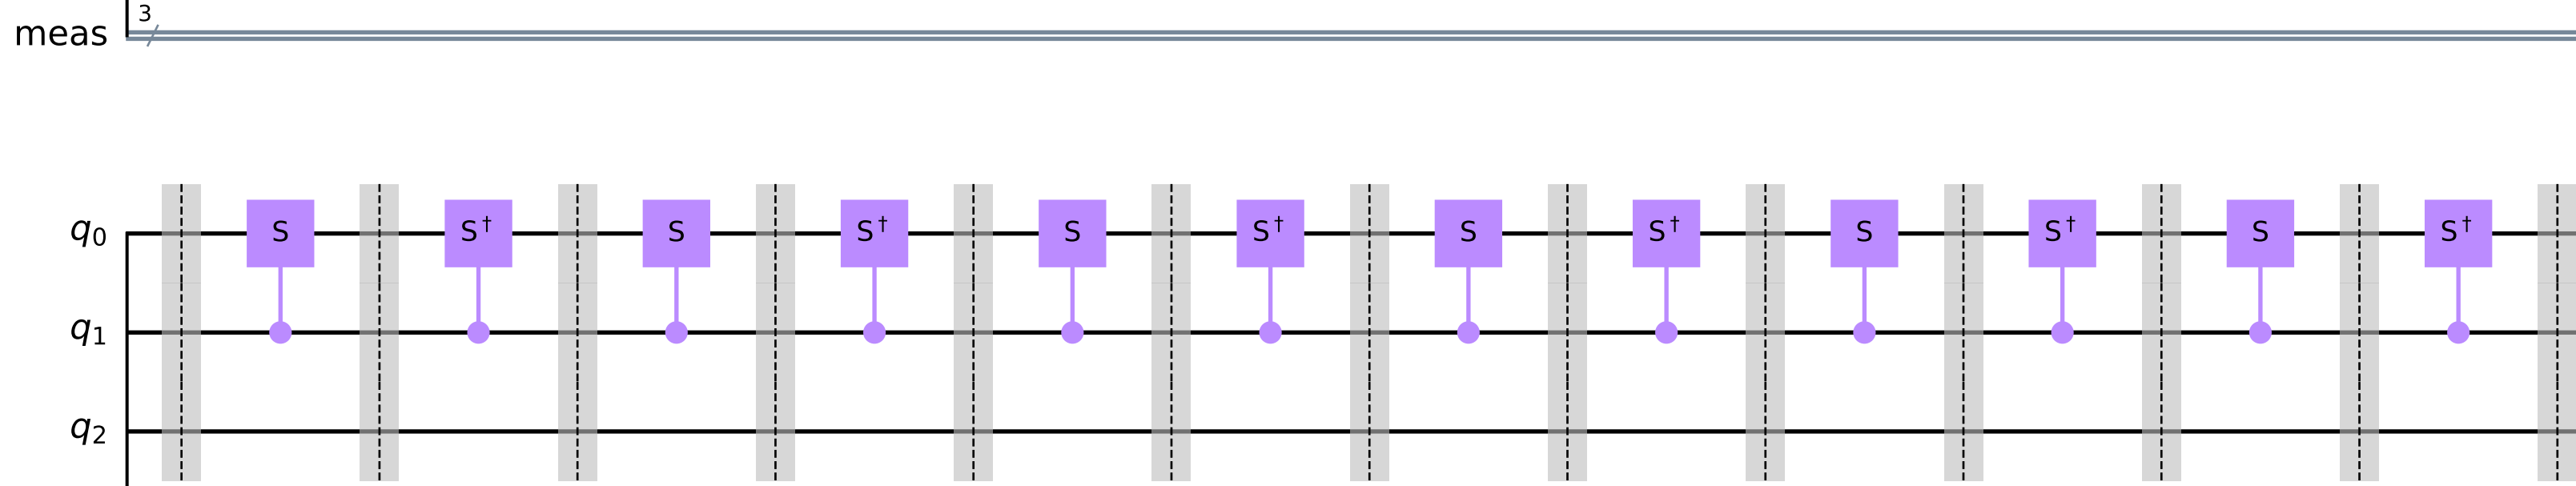 3
meas
q0 S S† S S† S S† S S† S S† S S†
q1
q2